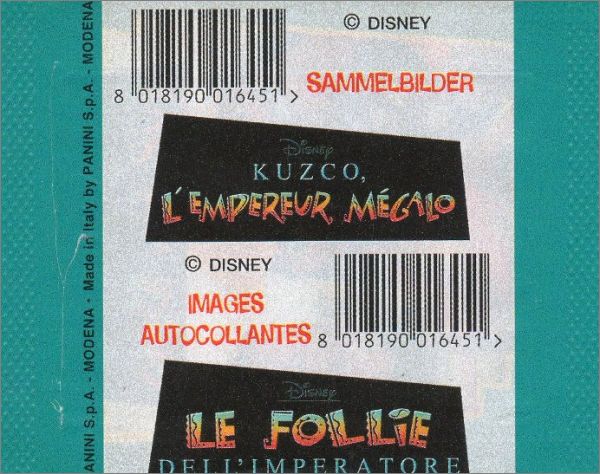 © DISNEY
8 018190 016451 >
SAMMELBILDER
Disney
KUZCO,
L'EMPEREUR MÉGALO
© DISNEY
IMAGES
AUTOCOLLANTES
8 018190 016451 >
Disney
LE FOLLIE
DELL'IMPERATORE
ANINI S.p.A. - MODENA • Made in Italy by PANINI S.p.A. - MODENA